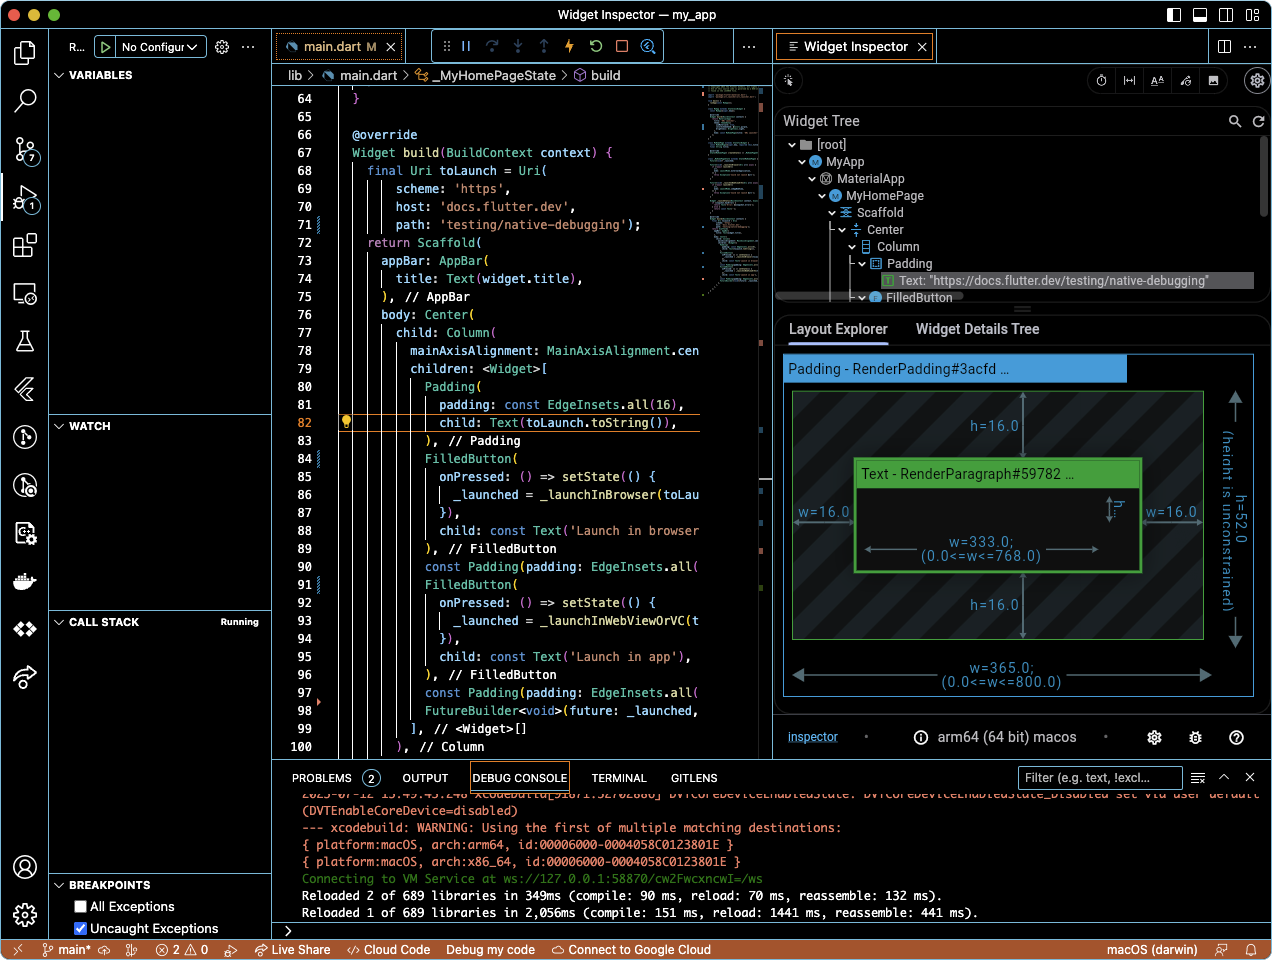 Widget Inspector — my_app
R...
No Configur
main.dart M
Widget Inspector
VARIABLES
lib > main.dart > _MyHomePageState > build
64 }
65
66 @override
67 Widget build(BuildContext context) {
68 final Uri toLaunch = Uri(
69 scheme: 'https',
70 host: 'docs.flutter.dev',
71 path: 'testing/native-debugging');
72 return Scaffold(
73 appBar: AppBar(
74 title: Text(widget.title),
75 ), // AppBar
76 body: Center(
77 child: Column(
78 mainAxisAlignment: MainAxisAlignment.cen
79 children: <Widget>[
80 Padding(
81 padding: const EdgeInsets.all(16),
82 child: Text(toLaunch.toString()),
83 ), // Padding
84 FilledButton(
85 onPressed: () => setState(() {
86 _launched = _launchInBrowser(toLau
87 }),
88 child: const Text('Launch in browser
89 ), // FilledButton
90 const Padding(padding: EdgeInsets.all(
91 FilledButton(
92 onPressed: () => setState(() {
93 _launched = _launchInWebViewOrVC(t
94 }),
95 child: const Text('Launch in app'),
96 ), // FilledButton
97 const Padding(padding: EdgeInsets.all(
98 FutureBuilder<void>(future: _launched,
99 ], // <Widget>[]
100 ), // Column
7
1
WATCH
CALL STACK
Running
BREAKPOINTS
All Exceptions
Uncaught Exceptions
Widget Tree
[root]
MyApp
MaterialApp
MyHomePage
Scaffold
Center
Column
Padding
Text: "https://docs.flutter.dev/testing/native-debugging"
FilledButton
Layout Explorer
Widget Details Tree
Padding - RenderPadding#3acfd ...
h=16.0
Text - RenderParagraph#59782 ...
h...
w=16.0
w=16.0
w=333.0;
(0.0<=w<=768.0)
h=16.0
h=52.0
(height is unconstrained)
w=365.0;
(0.0<=w<=800.0)
inspector
arm64 (64 bit) macos
PROBLEMS 2
OUTPUT
DEBUG CONSOLE
TERMINAL
GITLENS
Filter (e.g. text, !excl...
(DVTEnableCoreDevice=disabled)
--- xcodebuild: WARNING: Using the first of multiple matching destinations:
{ platform:macOS, arch:arm64, id:00006000-0004058C0123801E }
{ platform:macOS, arch:x86_64, id:00006000-0004058C0123801E }
Connecting to VM Service at ws://127.0.0.1:58870/cw2FwcxncwI=/ws
Reloaded 2 of 689 libraries in 349ms (compile: 90 ms, reload: 70 ms, reassemble: 132 ms).
Reloaded 1 of 689 libraries in 2,056ms (compile: 151 ms, reload: 1441 ms, reassemble: 441 ms).
main*
2
0
Live Share
Cloud Code
Debug my code
Connect to Google Cloud
macOS (darwin)